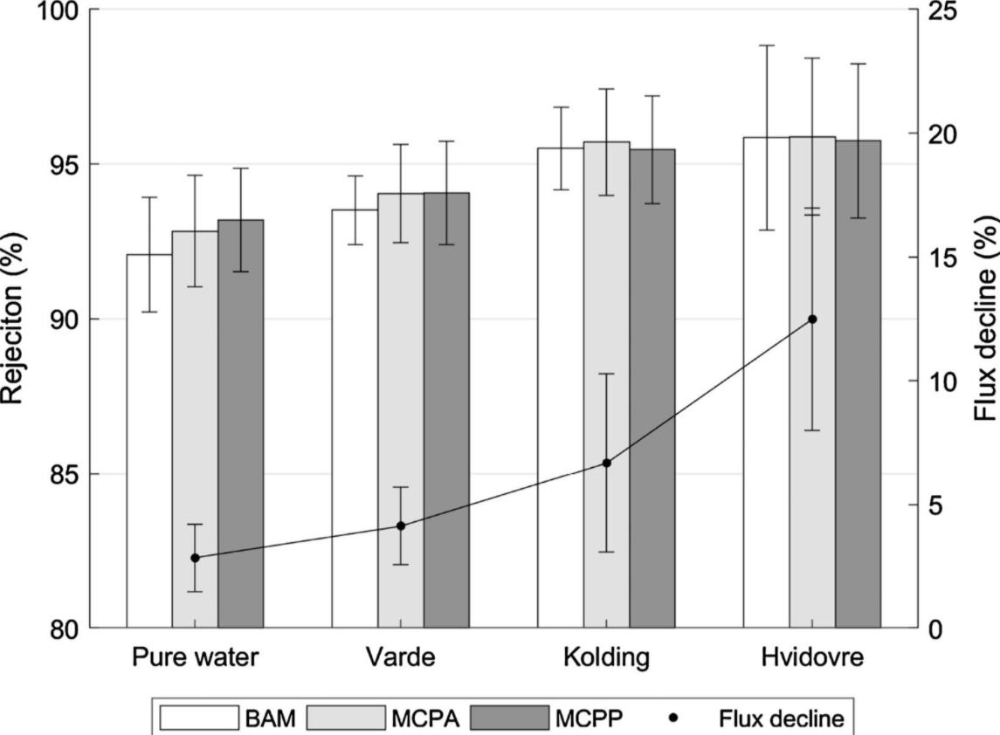 100
95
90
85
80
Rejeciton (%)
25
20
15
10
5
0
Flux decline (%)
Pure water Varde Kolding Hvidovre
BAM MCPA MCPP Flux decline